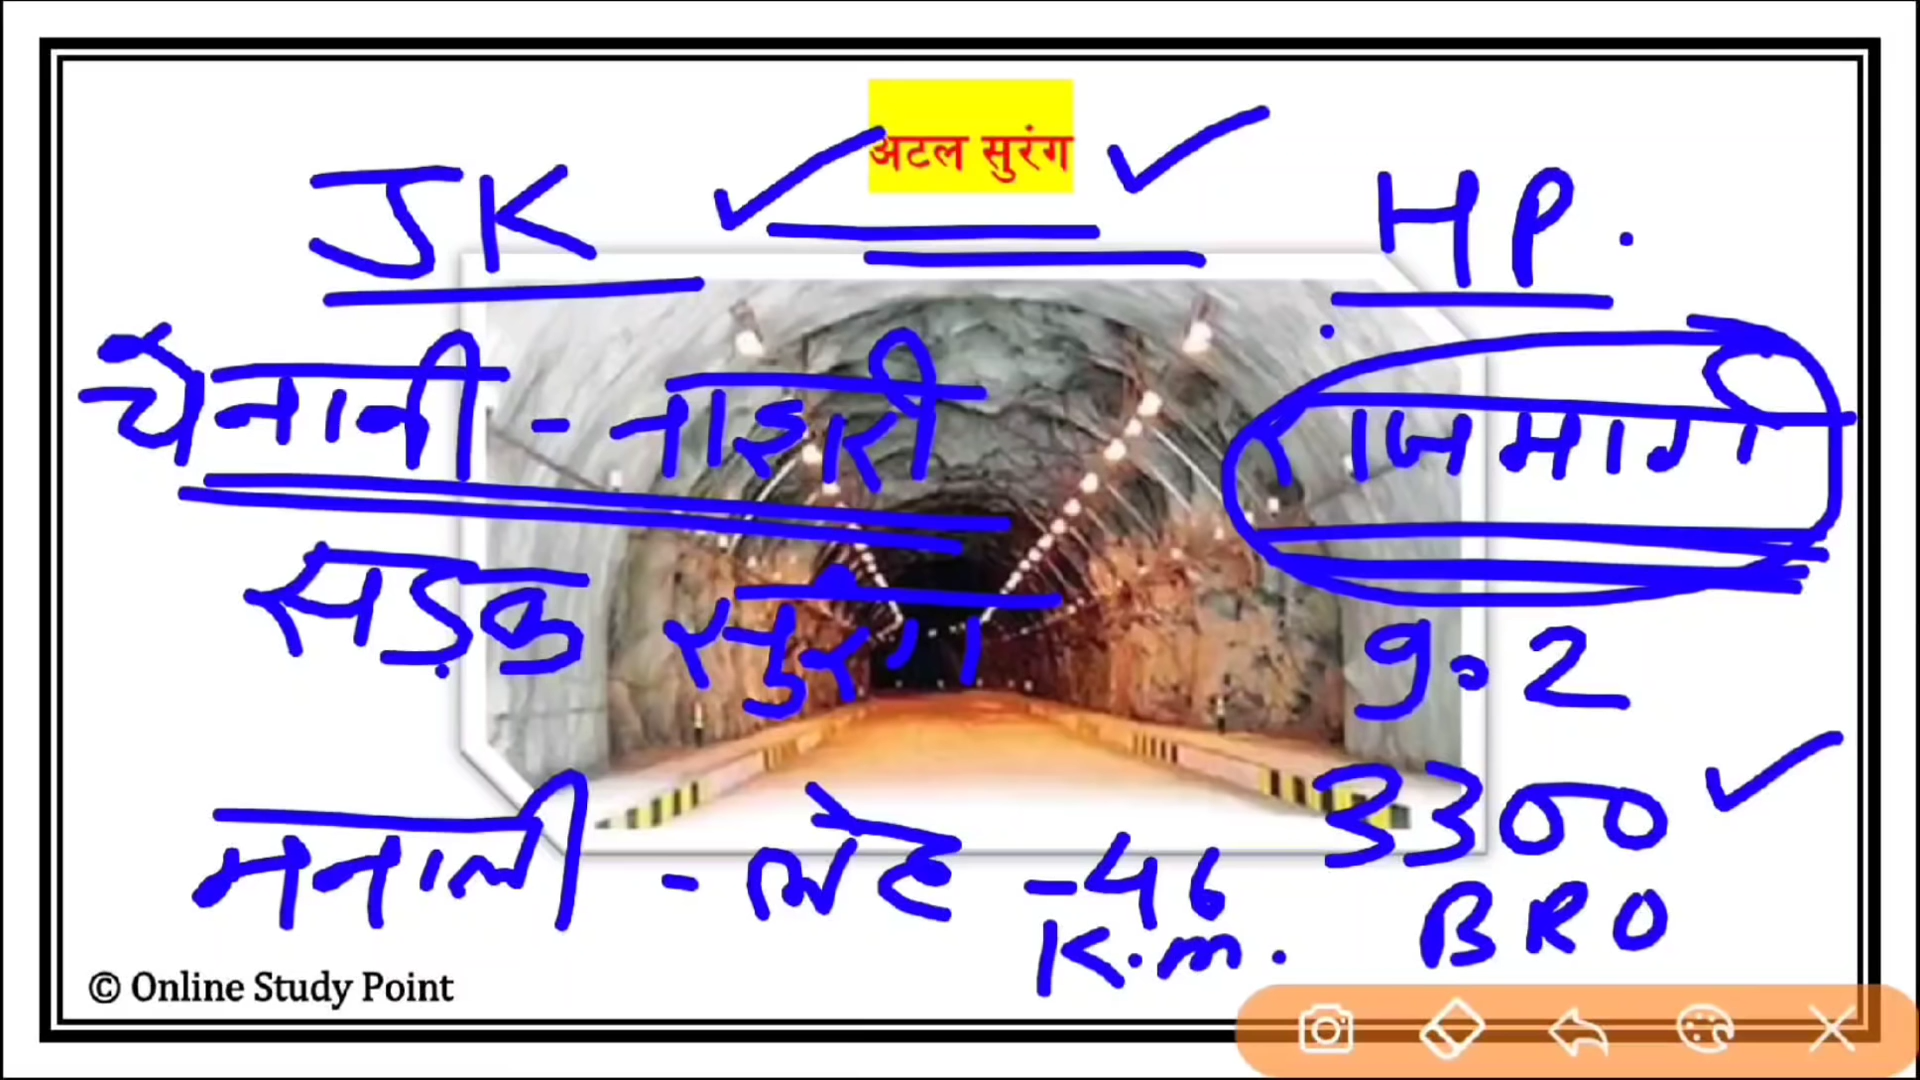 अटल सुरंग
JK
HP.
चेनानी - नाशरी
राजमार्ग
सड़क सुरंग
9.2
3300
मनाली - लेह - 46 K.m.
BRO
© Online Study Point